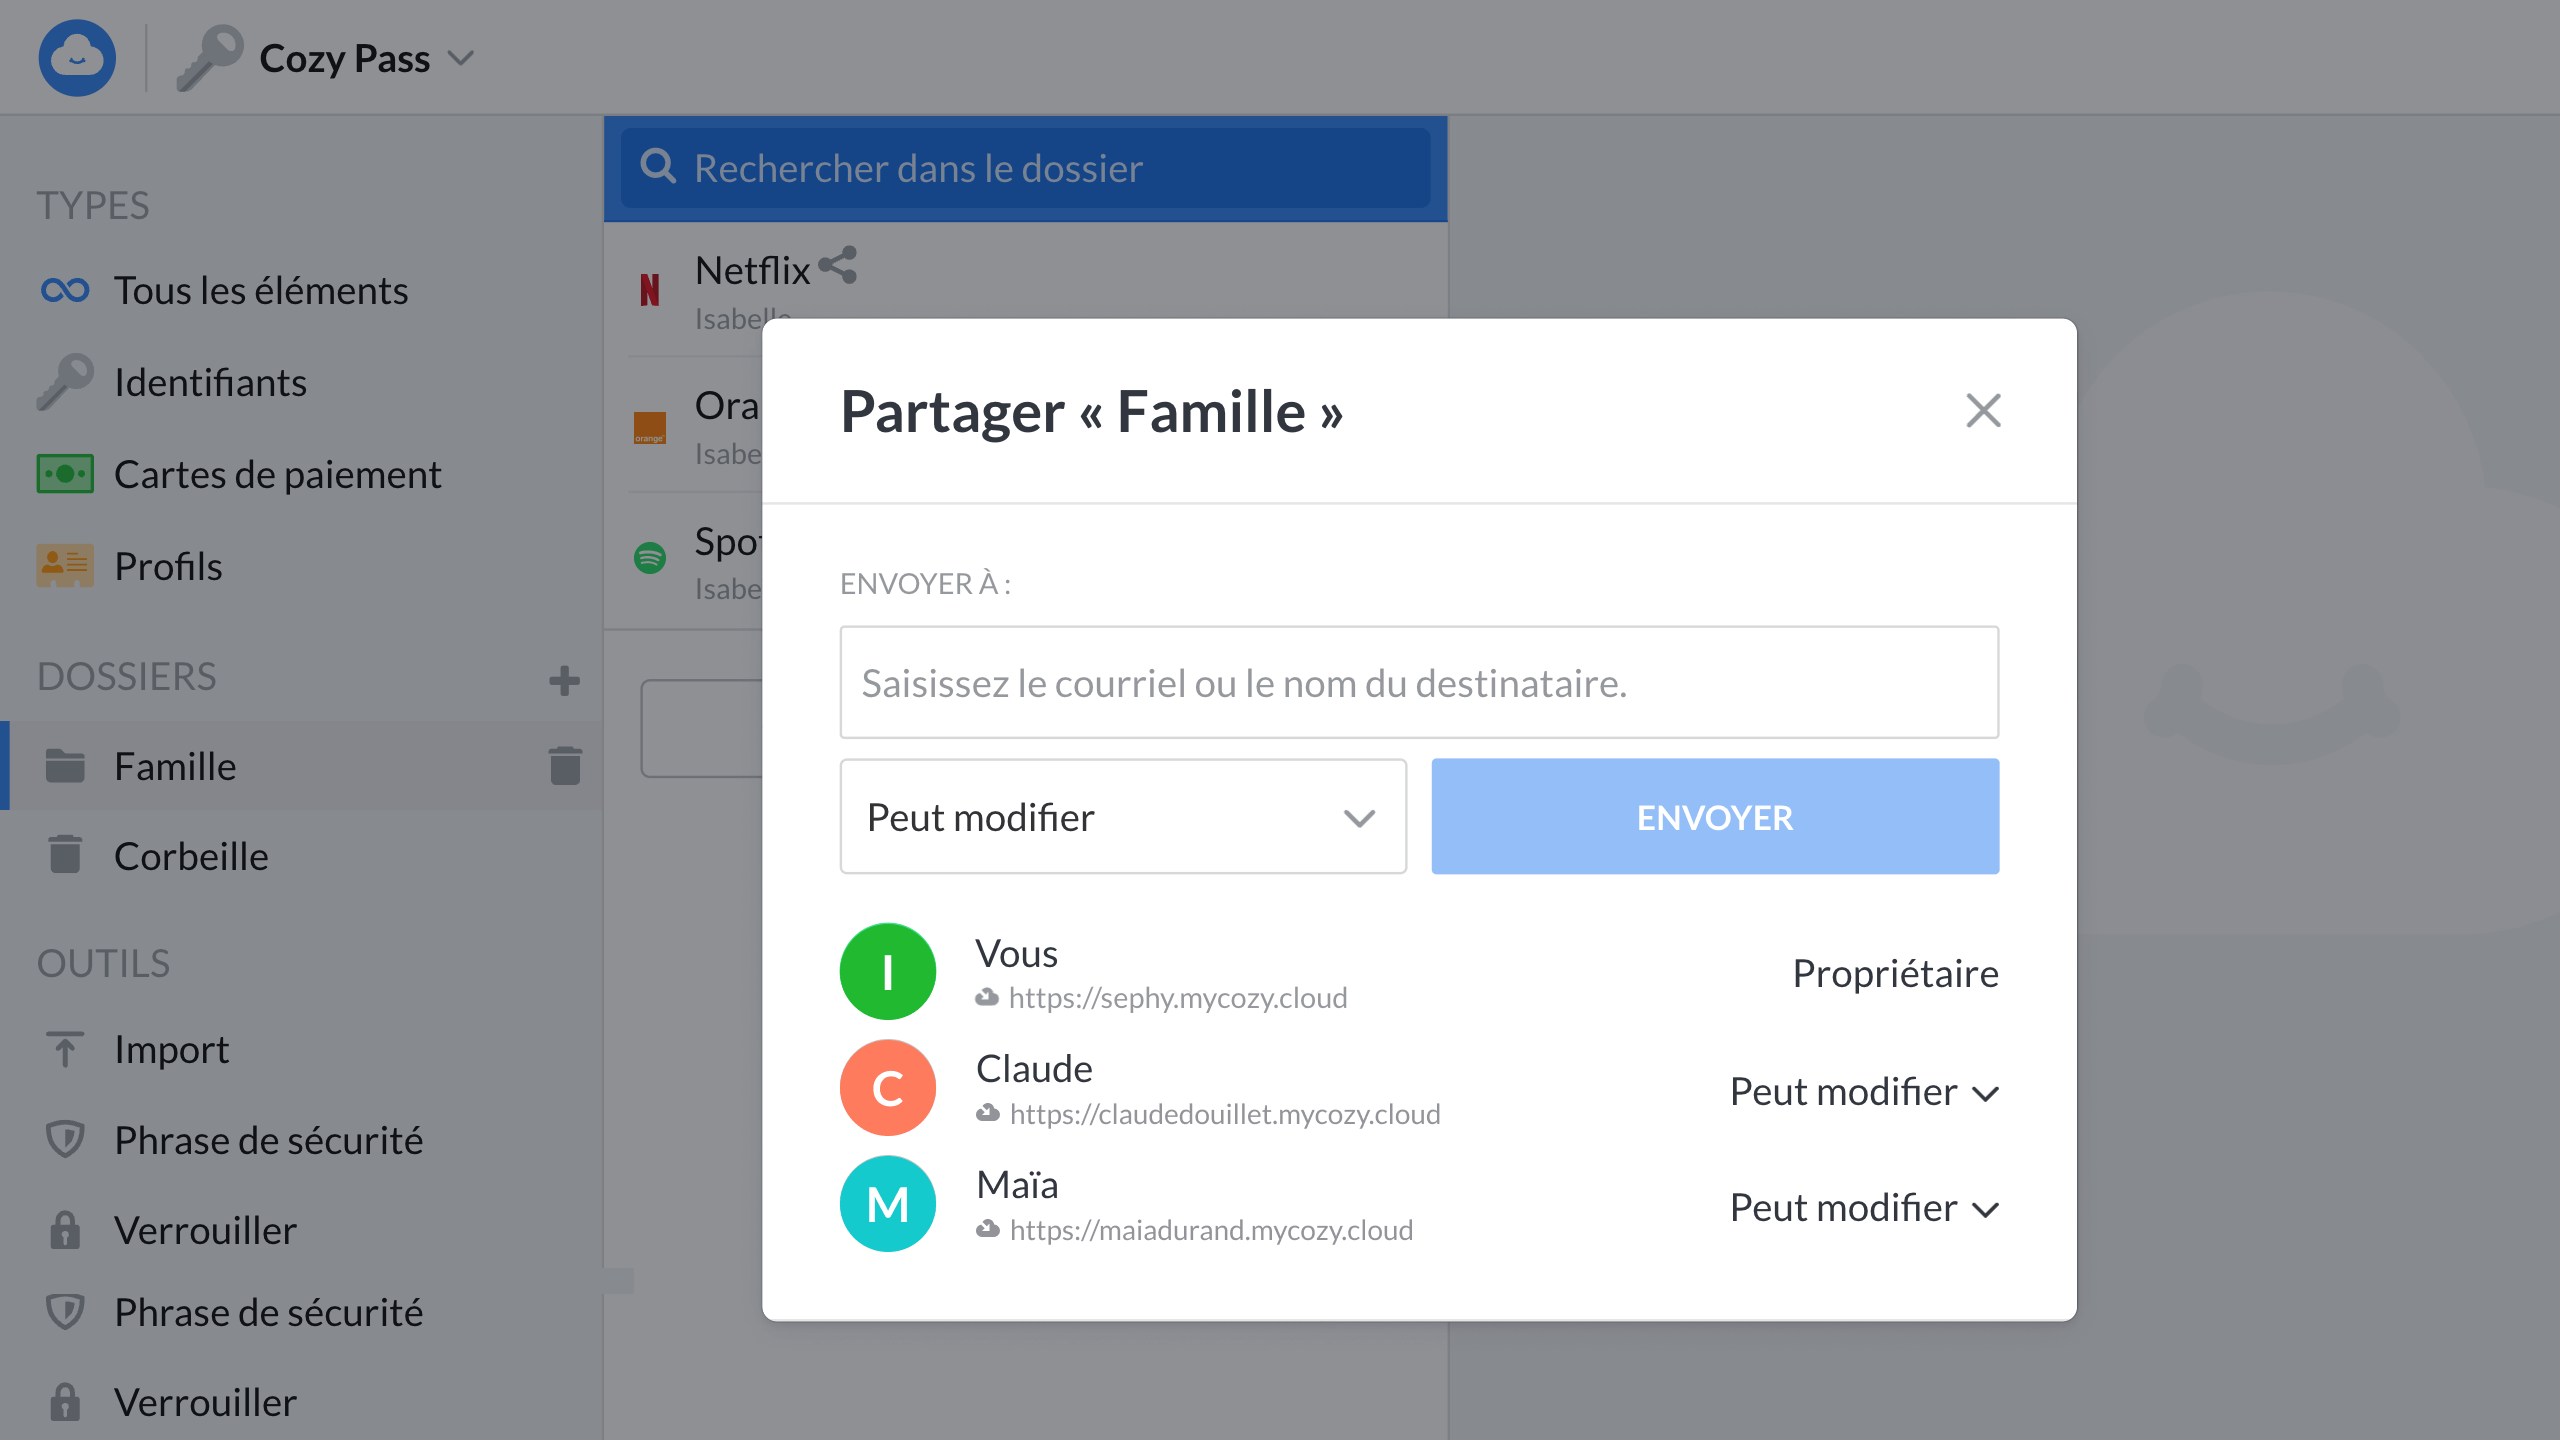 Cozy Pass
TYPES
Tous les éléments
Identifiants
Cartes de paiement
Profils
DOSSIERS
Famille
Corbeille
OUTILS
Import
Phrase de sécurité
Verrouiller
Phrase de sécurité
Verrouiller
Rechercher dans le dossier
Netflix
Isabelle
Ora
orange
Isabe
Spot
Isabe
Partager « Famille »
ENVOYER À :
Saisissez le courriel ou le nom du destinataire.
Peut modifier
ENVOYER
I
Vous
Propriétaire
https://sephy.mycozy.cloud
C
Claude
Peut modifier
https://claudedouillet.mycozy.cloud
M
Maïa
Peut modifier
https://maiadurand.mycozy.cloud